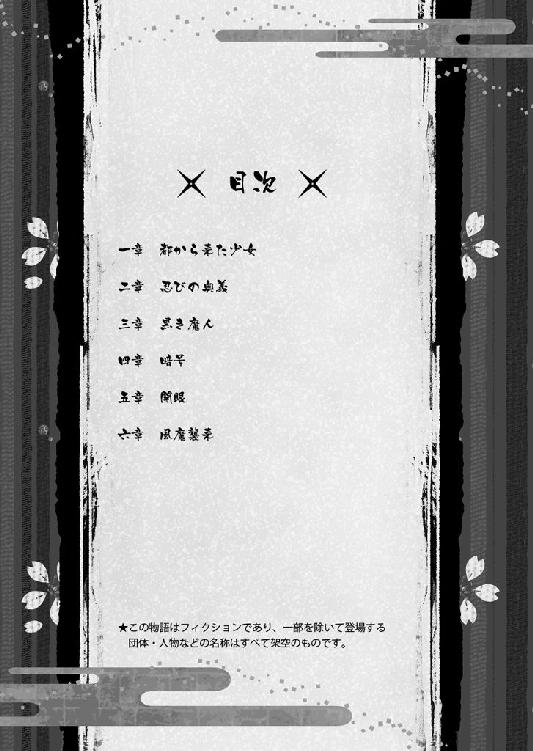 目次
一章 都から来た少女
二章 忍びの奥義
三章 黒き魔人
四章 暗号
五章 開眼
六章 風魔襲来
★この物語はフィクションであり、一部を除いて登場する
団体・人物などの名称はすべて架空のものです。